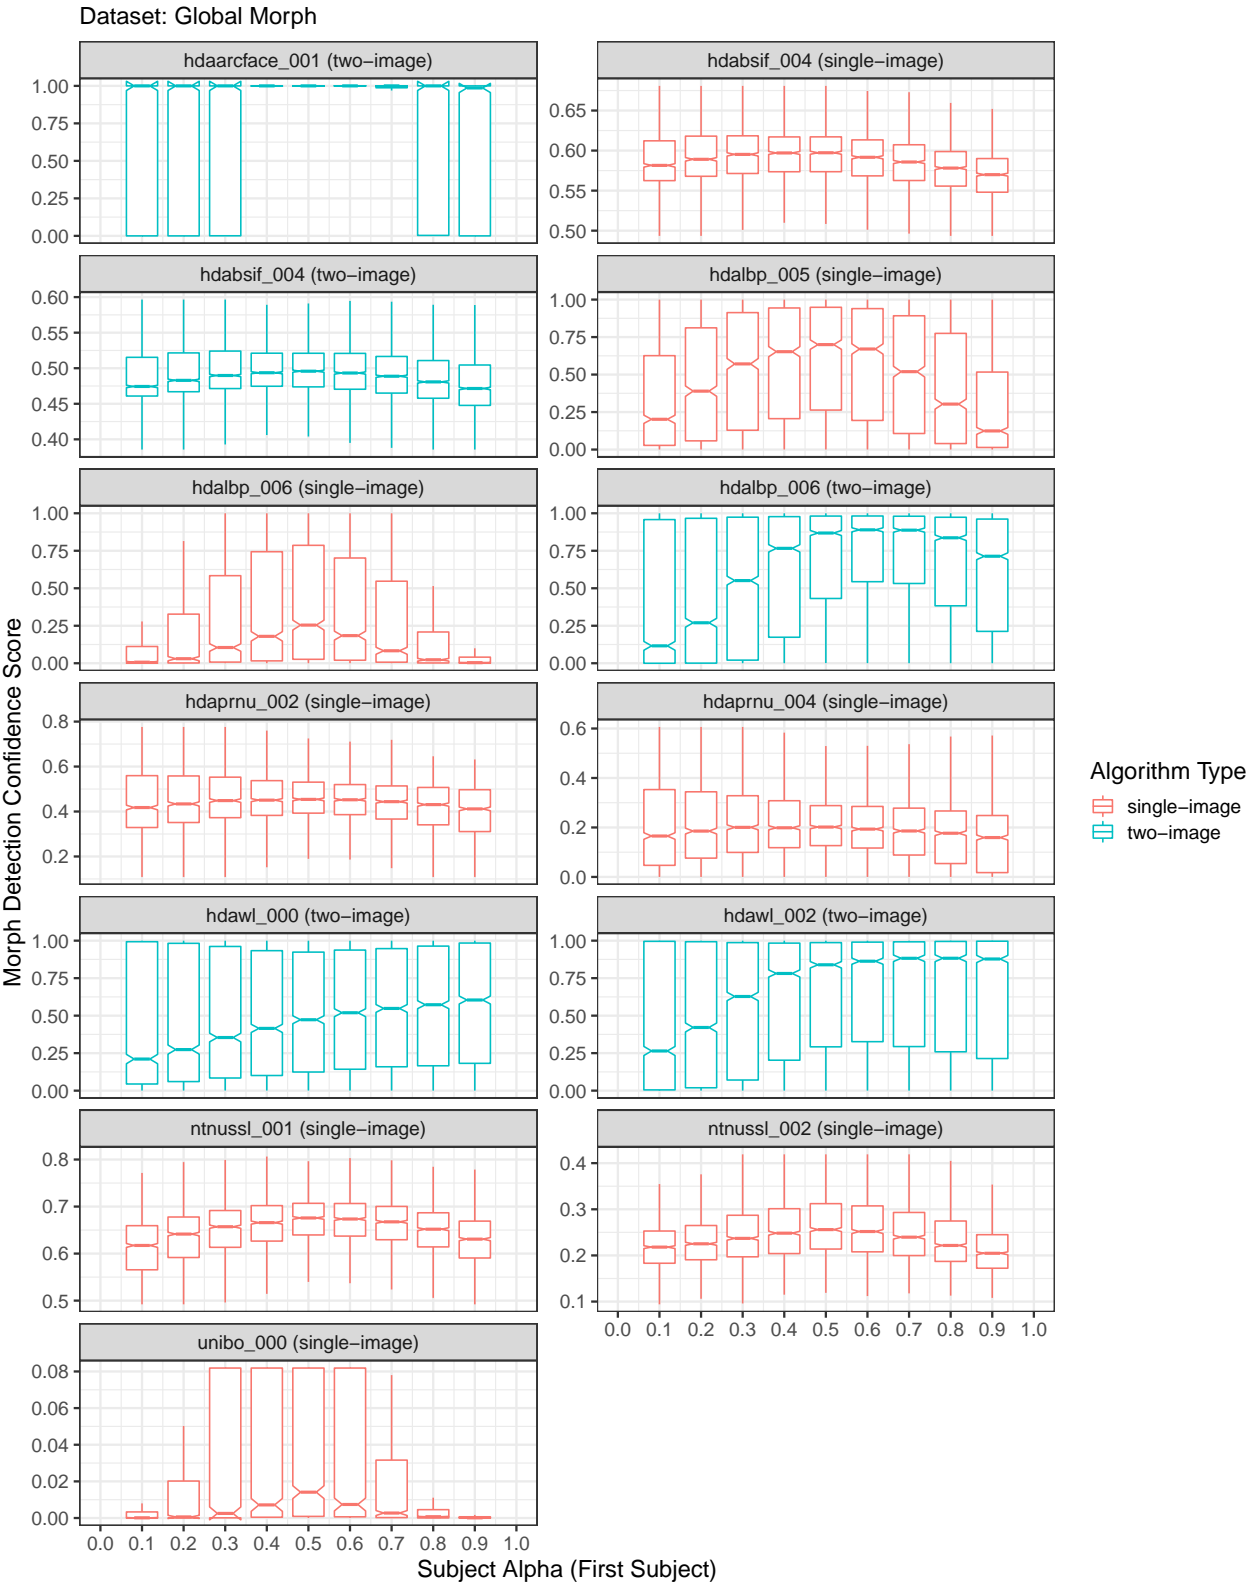 Dataset: Global Morph
hdaarcface_001 (two−image)
hdabsif_004 (single−image)
1.00
0.75
0.50
0.25
0.00
0.65
0.60
0.55
0.50
hdabsif_004 (two−image)
hdalbp_005 (single−image)
0.60
0.55
0.50
0.45
0.40
1.00
0.75
0.50
0.25
0.00
hdalbp_006 (single−image)
hdalbp_006 (two−image)
1.00
0.75
0.50
0.25
0.00
1.00
0.75
0.50
0.25
0.00
hdaprnu_002 (single−image)
hdaprnu_004 (single−image)
0.8
0.6
0.4
0.2
0.6
0.4
0.2
0.0
hdawl_000 (two−image)
hdawl_002 (two−image)
1.00
0.75
0.50
0.25
0.00
1.00
0.75
0.50
0.25
0.00
ntnussl_001 (single−image)
ntnussl_002 (single−image)
0.8
0.7
0.6
0.5
0.4
0.3
0.2
0.1
0.0 0.1 0.2 0.3 0.4 0.5 0.6 0.7 0.8 0.9 1.0
unibo_000 (single−image)
0.08
0.06
0.04
0.02
0.00
0.0 0.1 0.2 0.3 0.4 0.5 0.6 0.7 0.8 0.9 1.0
Subject Alpha (First Subject)
Morph Detection Confidence Score
Algorithm Type
single−image
two−image